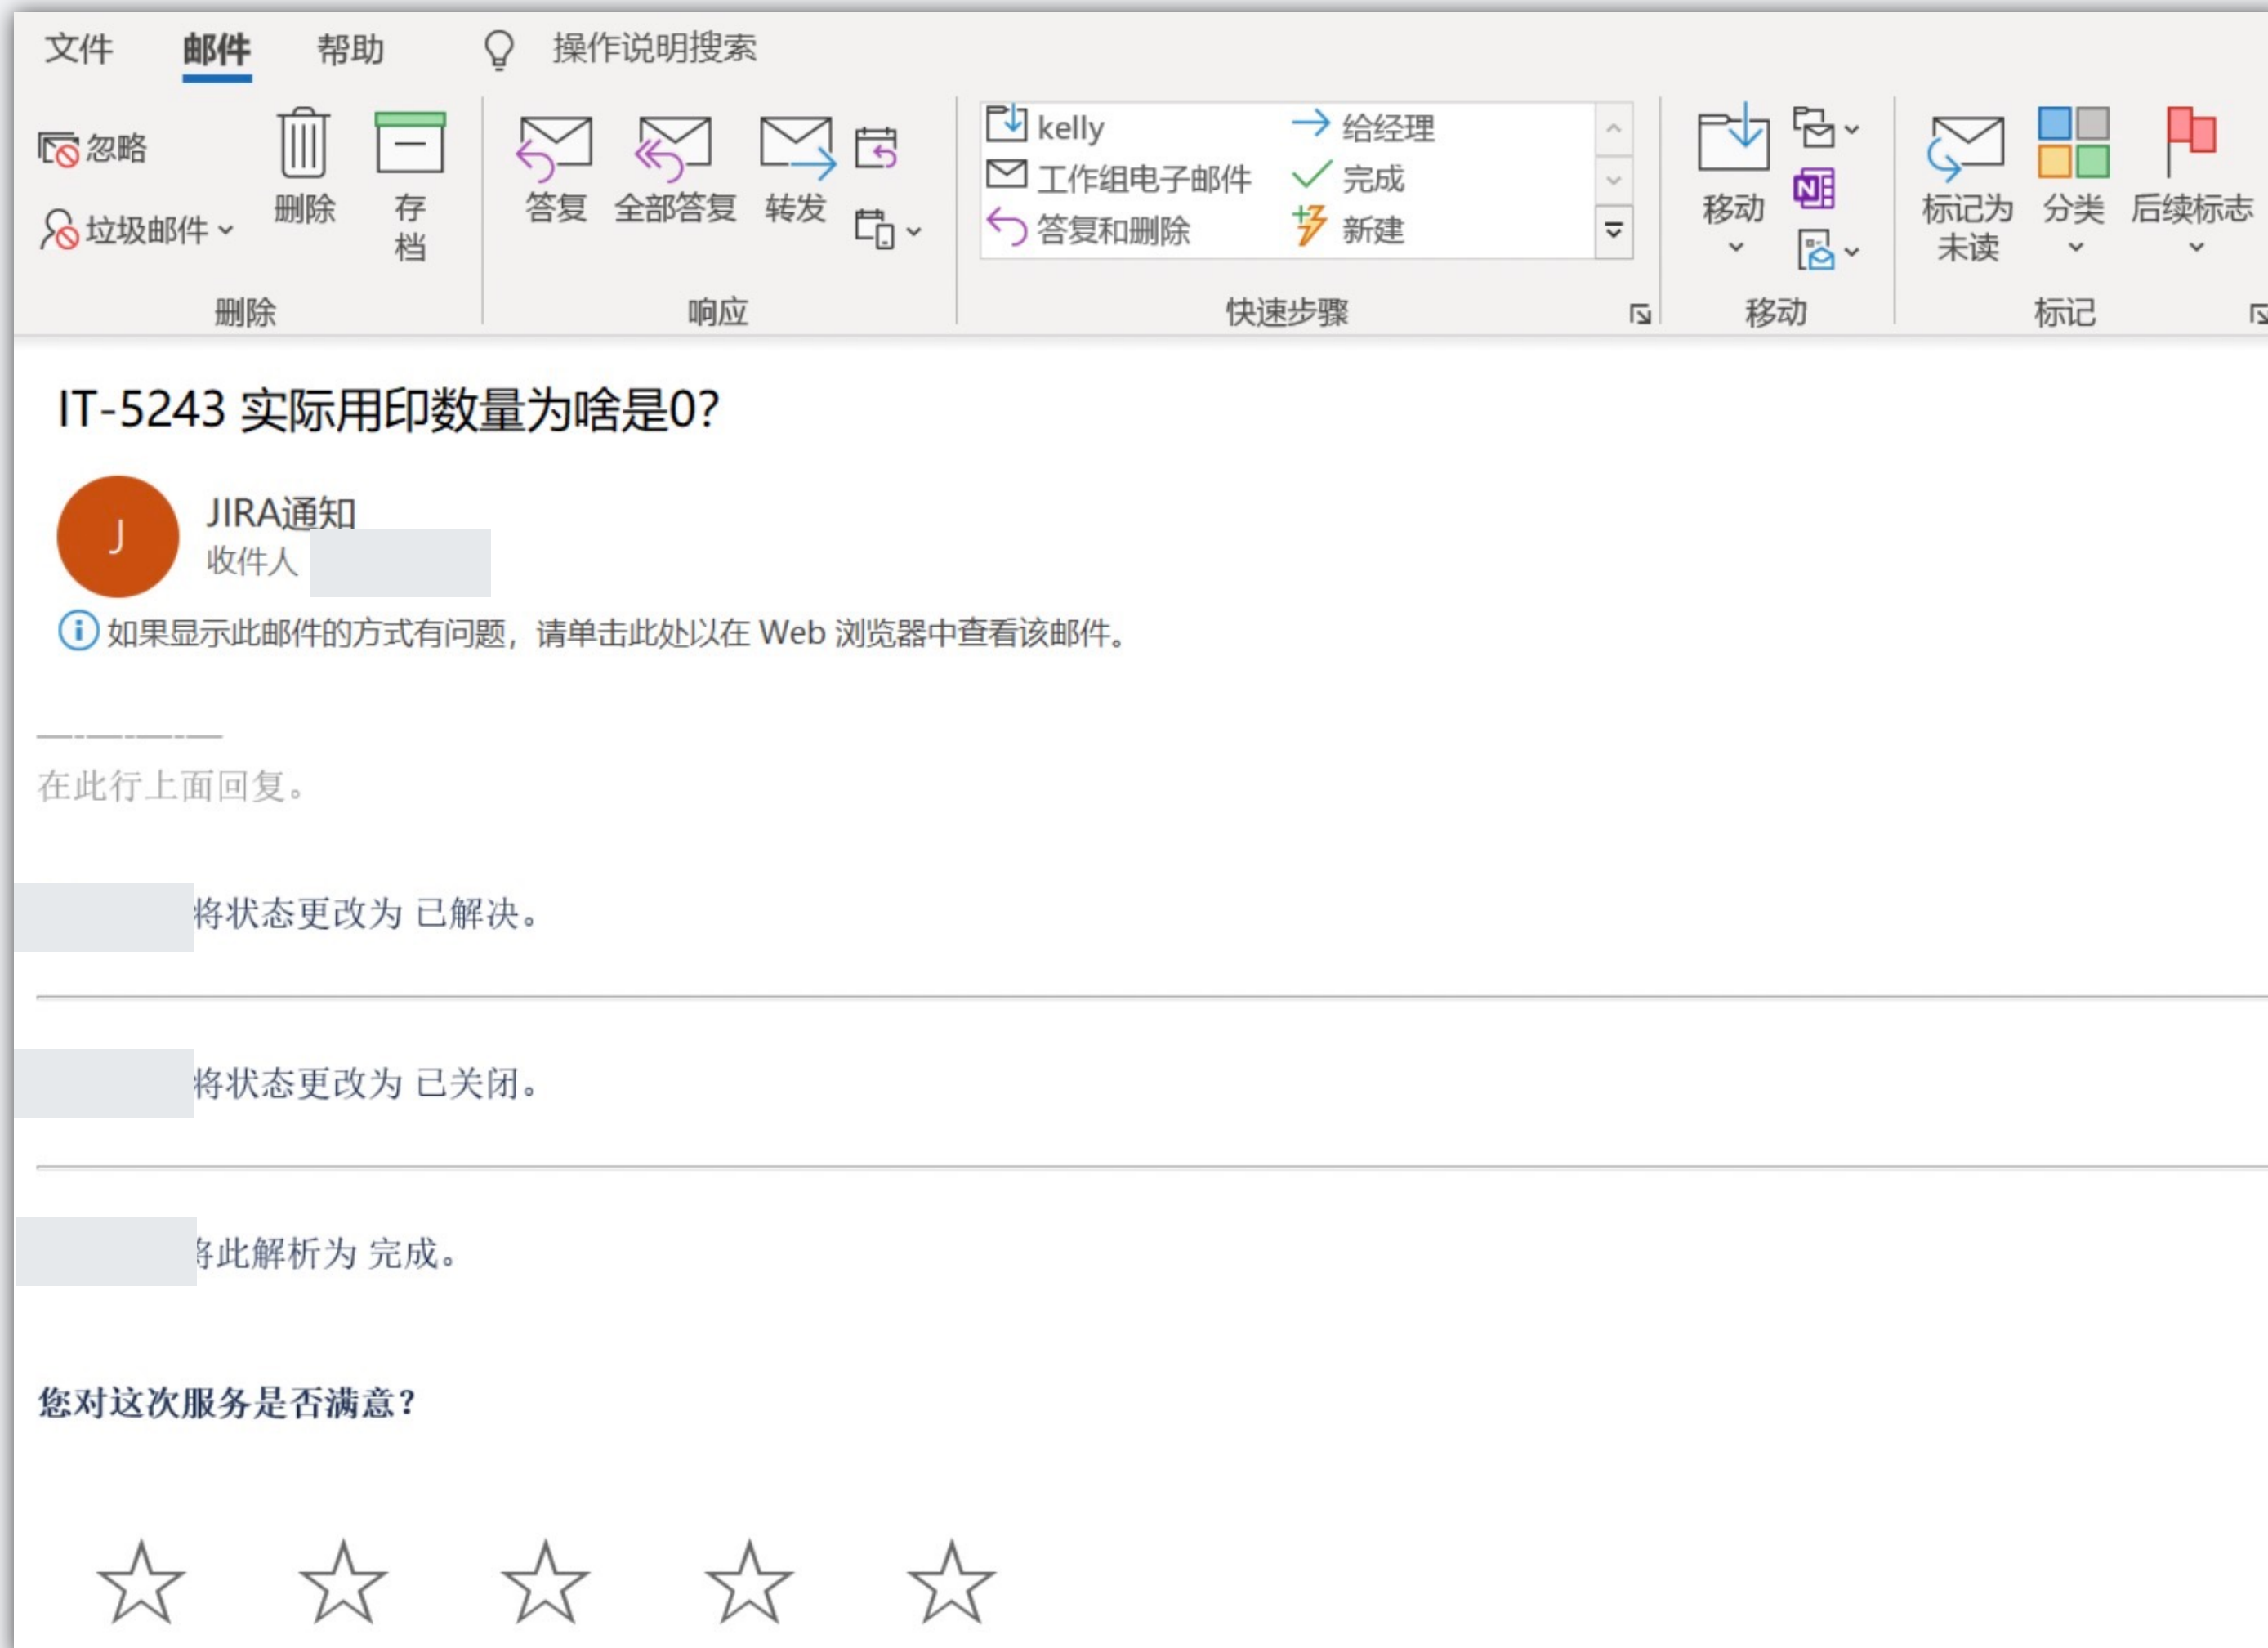 文件 邮件 帮助 操作说明搜索
忽略
垃圾邮件
删除
存档
答复
全部答复
转发
kelly 给经理
工作组电子邮件 完成
答复和删除 新建
移动
标记为未读
分类
后续标志
删除 响应 快速步骤 移动 标记
IT-5243 实际用印数量为啥是0?
J
JIRA通知
收件人
如果显示此邮件的方式有问题，请单击此处以在 Web 浏览器中查看该邮件。
—-—-—-—
在此行上面回复。
将状态更改为 已解决。
将状态更改为 已关闭。
将此解析为 完成。
您对这次服务是否满意？